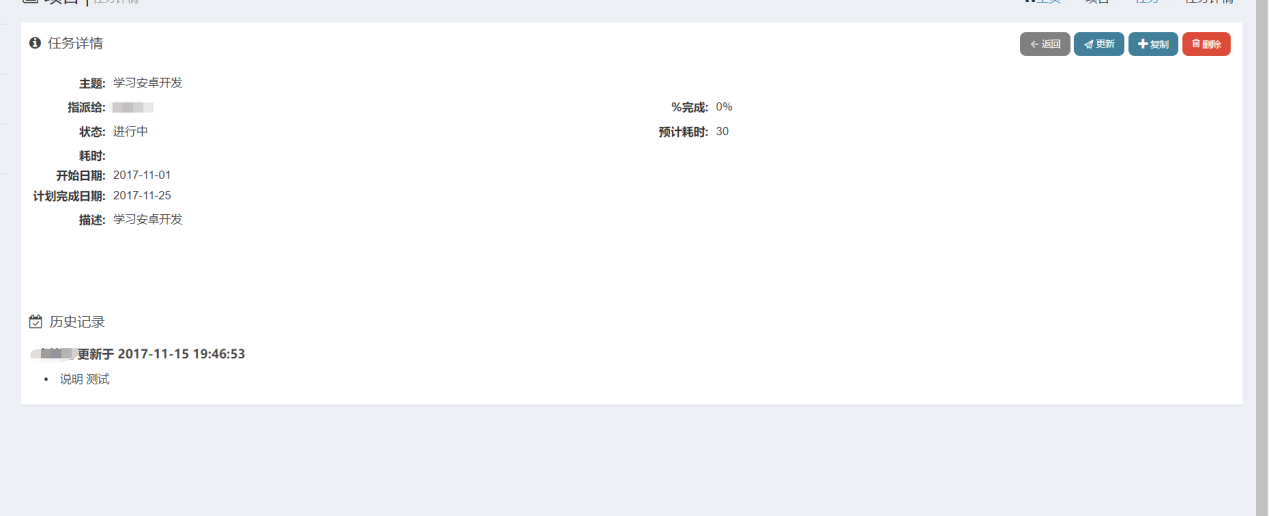 任务详情
← 返回 更新 复制 删除
主题: 学习安卓开发
指派给:
%完成: 0%
状态: 进行中
预计耗时: 30
耗时:
开始日期: 2017-11-01
计划完成日期: 2017-11-25
描述: 学习安卓开发
历史记录
更新于 2017-11-15 19:46:53
• 说明 测试